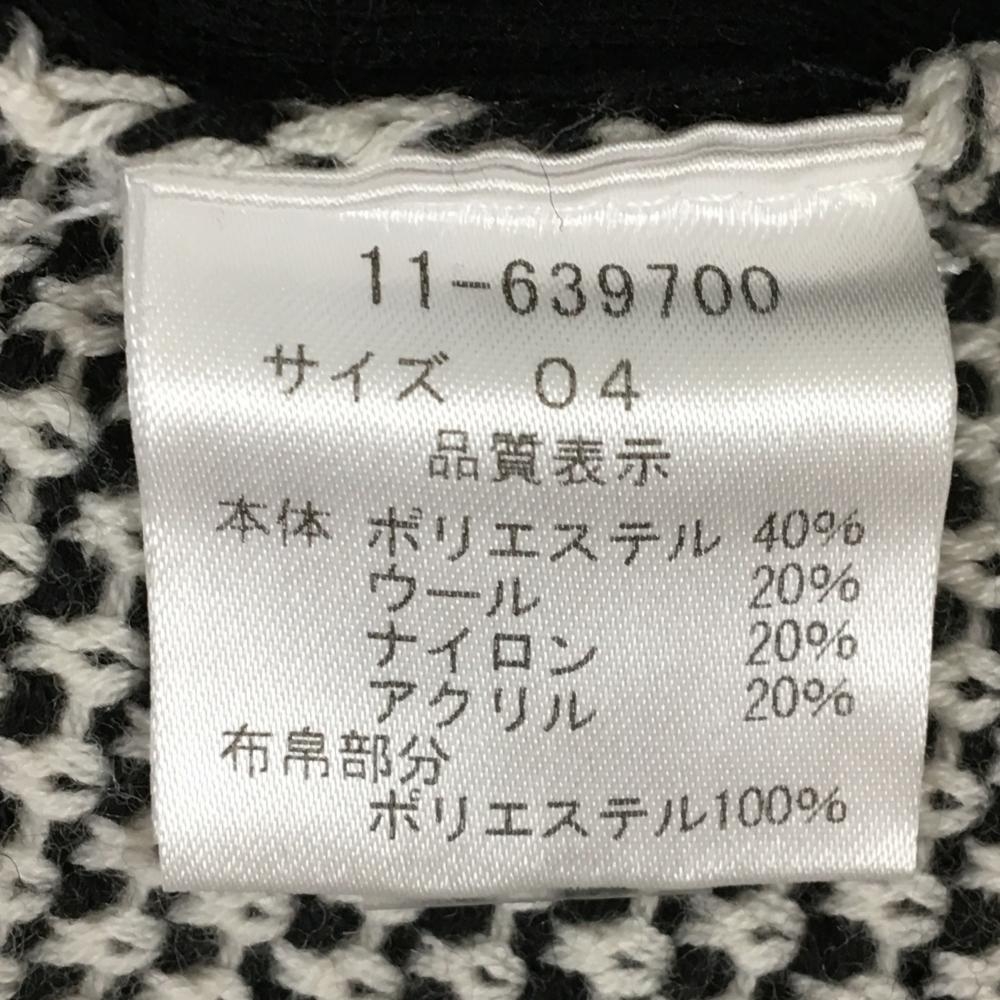 11-639700
サイズ 04
品質表示
本体 ポリエステル 40%
ウール 20%
ナイロン 20%
アクリル 20%
布帛部分
ポリエステル100%